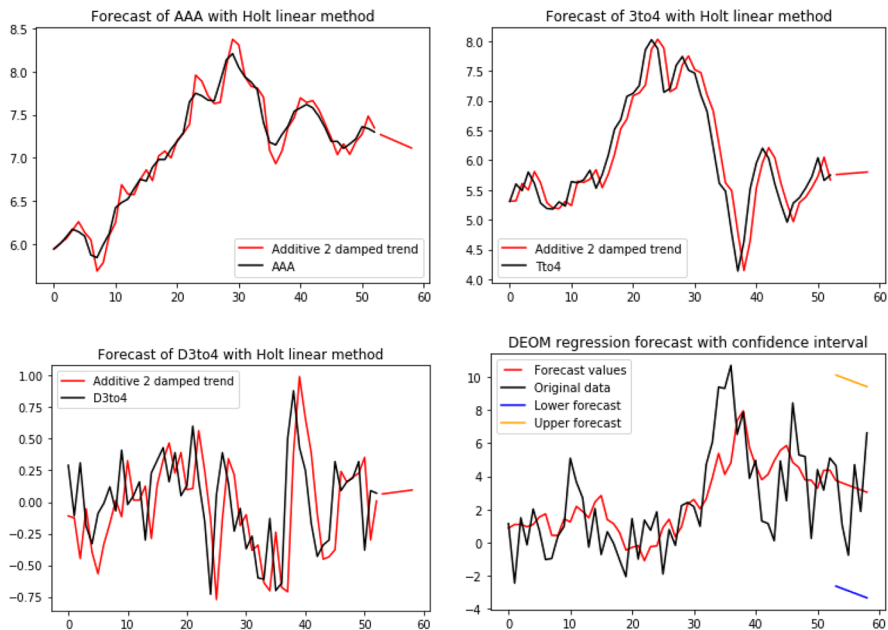 Forecast of AAA with Holt linear method
8.5
8.0
7.5
7.0
6.5
6.0
Additive 2 damped trend
AAA
0 10 20 30 40 50 60
Forecast of 3to4 with Holt linear method
8.0
7.5
7.0
6.5
6.0
5.5
5.0
4.5
4.0
Additive 2 damped trend
Tto4
0 10 20 30 40 50 60
Forecast of D3to4 with Holt linear method
1.00
0.75
0.50
0.25
0.00
−0.25
−0.50
−0.75
Additive 2 damped trend
D3to4
0 10 20 30 40 50 60
DEOM regression forecast with confidence interval
10
8
6
4
2
0
−2
−4
Forecast values
Original data
Lower forecast
Upper forecast
0 10 20 30 40 50 60